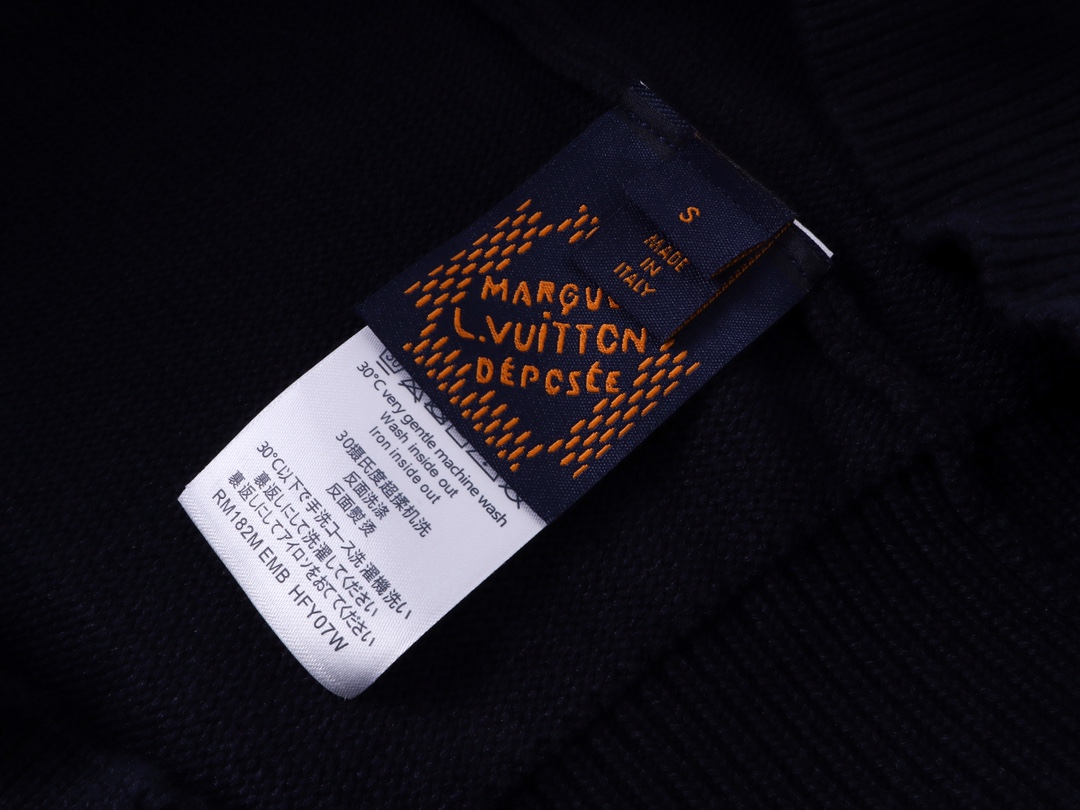 S
MADE
IN
ITALY
MARQU
L.VUiTTON
DÉPOSÉE
30
30°C very gentle machine wash
Wash inside out
Iron inside out
30摄氏度超揉机洗
反面洗涤
反面熨烫
30°C以下で手洗コース洗濯機洗い
裏返しにして洗濯してください
裏返しにしてアイロンをおてください
RM182M EMB HFY07W